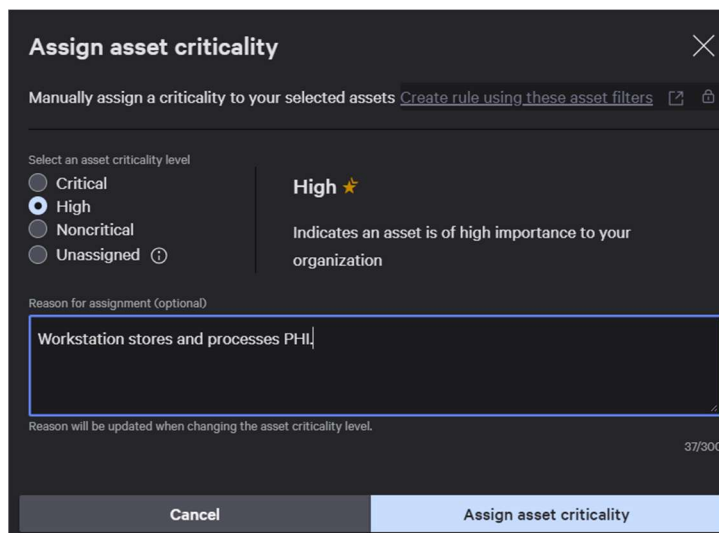 Assign asset criticality
Manually assign a criticality to your selected assets Create rule using these asset filters
Select an asset criticality level
Critical
High
Noncritical
Unassigned
High
Indicates an asset is of high importance to your
organization
Reason for assignment (optional)
Workstation stores and processes PHI.
Reason will be updated when changing the asset criticality level.
37/300
Cancel
Assign asset criticality